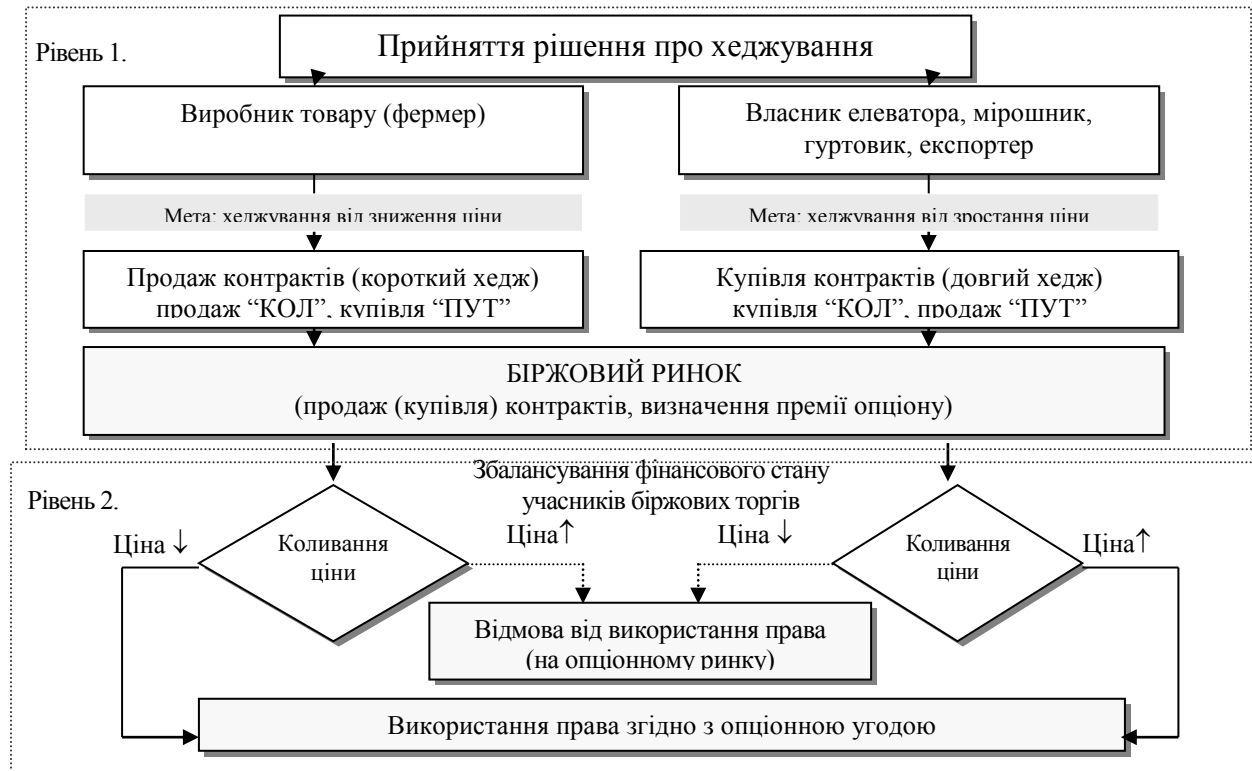 Рівень 1.
Прийняття рішення про хеджування
Виробник товару (фермер)
Власник елеватора, мірошник,
гуртовик, експортер
Мета: хеджування від зниження ціни
Мета: хеджування від зростання ціни
Продаж контрактів (короткий хедж)
продаж “КОЛ”, купівля “ПУТ”
Купівля контрактів (довгий хедж)
купівля “КОЛ”, продаж “ПУТ”
БІРЖОВИЙ РИНОК
(продаж (купівля) контрактів, визначення премії опціону)
Рівень 2.
Збалансування фінансового стану
учасників біржових торгів
Ціна ↓
Коливання
ціни
Ціна↑
Ціна ↓
Коливання
ціни
Ціна↑
Відмова від використання права
(на опціонному ринку)
Використання права згідно з опціонною угодою